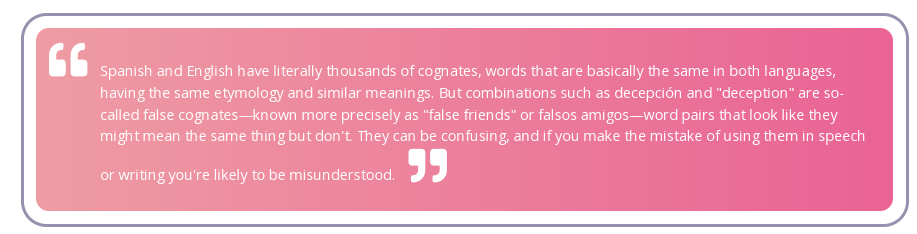 “
Spanish and English have literally thousands of cognates, words that are basically the same in both languages,
having the same etymology and similar meanings. But combinations such as decepción and "deception" are so-
called false cognates—known more precisely as "false friends" or falsos amigos—word pairs that look like they
might mean the same thing but don't. They can be confusing, and if you make the mistake of using them in speech
or writing you're likely to be misunderstood. ”